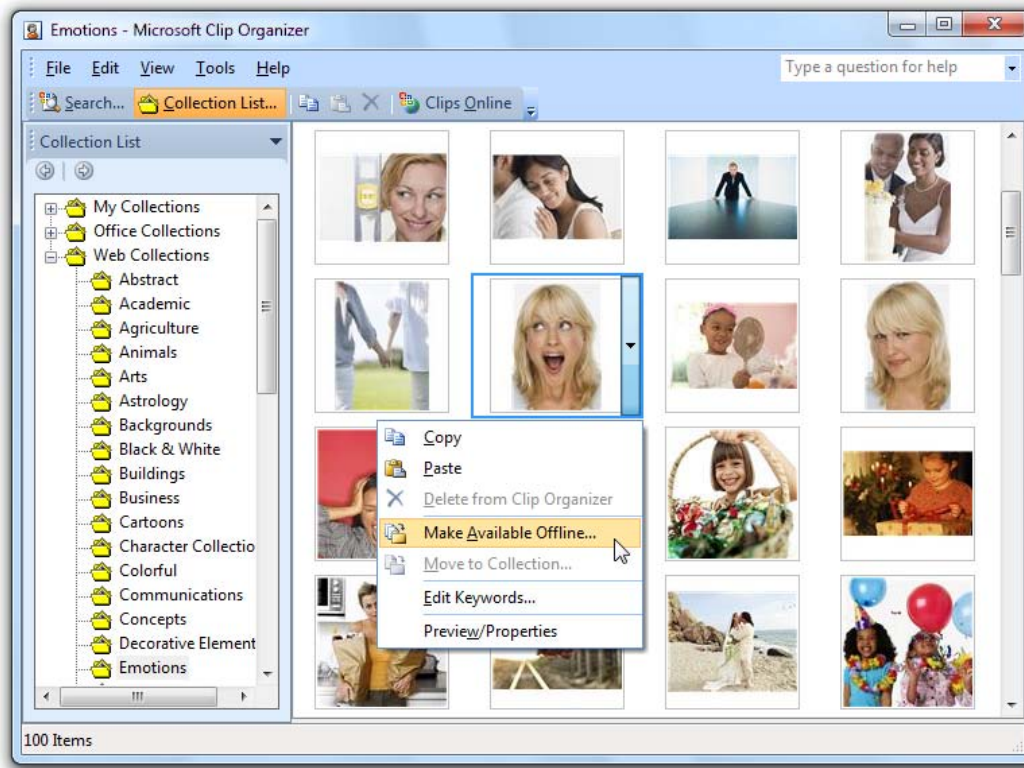 Emotions - Microsoft Clip Organizer
File Edit View Tools Help
Type a question for help
Search... Collection List... Clips Online
Collection List
My Collections
Office Collections
Web Collections
Abstract
Academic
Agriculture
Animals
Arts
Astrology
Backgrounds
Black & White
Buildings
Business
Cartoons
Character Collectio
Colorful
Communications
Concepts
Decorative Element
Emotions
Copy
Paste
Delete from Clip Organizer
Make Available Offline...
Move to Collection...
Edit Keywords...
Preview/Properties
100 Items